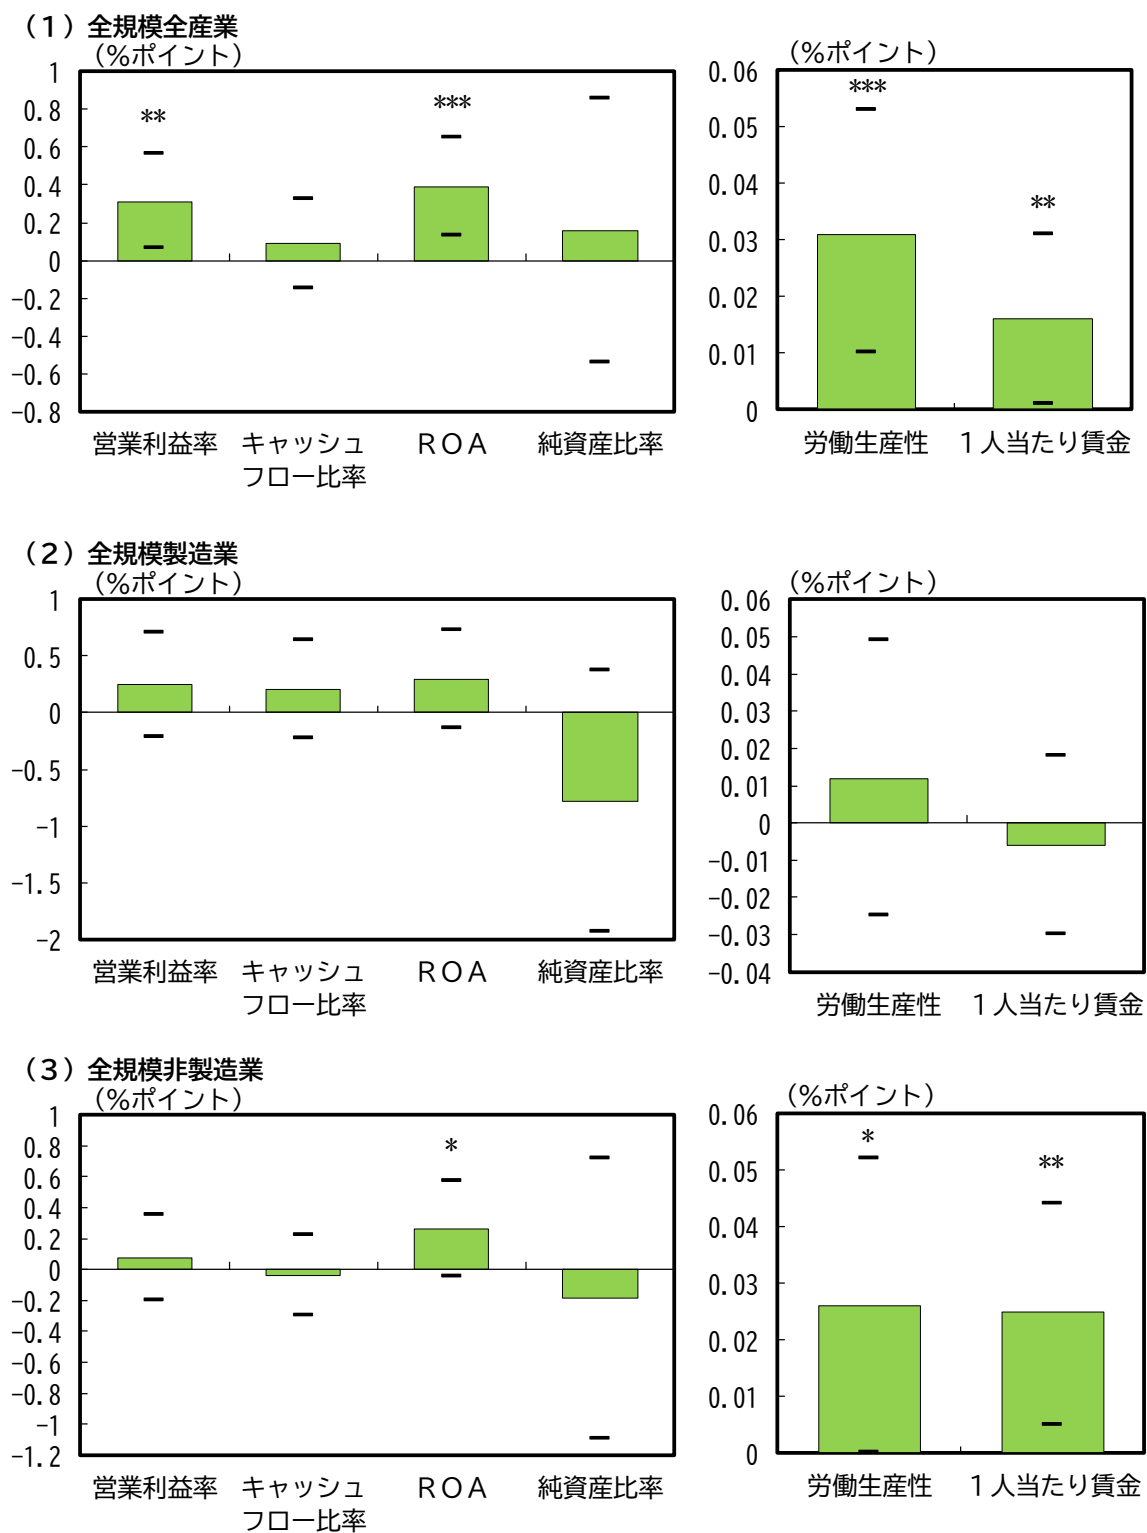 （１）全規模全産業
（％ポイント）
1
0.8
0.6
0.4
0.2
0
-0.2
-0.4
-0.6
-0.8
**
***
営業利益率
キャッシュ
フロー比率
ＲＯＡ
純資産比率
（％ポイント）
0.06
0.05
0.04
0.03
0.02
0.01
0
***
**
労働生産性
１人当たり賃金
（２）全規模製造業
（％ポイント）
1
0.5
0
-0.5
-1
-1.5
-2
営業利益率
キャッシュ
フロー比率
ＲＯＡ
純資産比率
（％ポイント）
0.06
0.05
0.04
0.03
0.02
0.01
0
-0.01
-0.02
-0.03
-0.04
労働生産性
１人当たり賃金
（３）全規模非製造業
（％ポイント）
1
0.8
0.6
0.4
0.2
0
-0.2
-0.4
-0.6
-0.8
-1
-1.2
*
営業利益率
キャッシュ
フロー比率
ＲＯＡ
純資産比率
（％ポイント）
0.06
0.05
0.04
0.03
0.02
0.01
0
*
**
労働生産性
１人当たり賃金